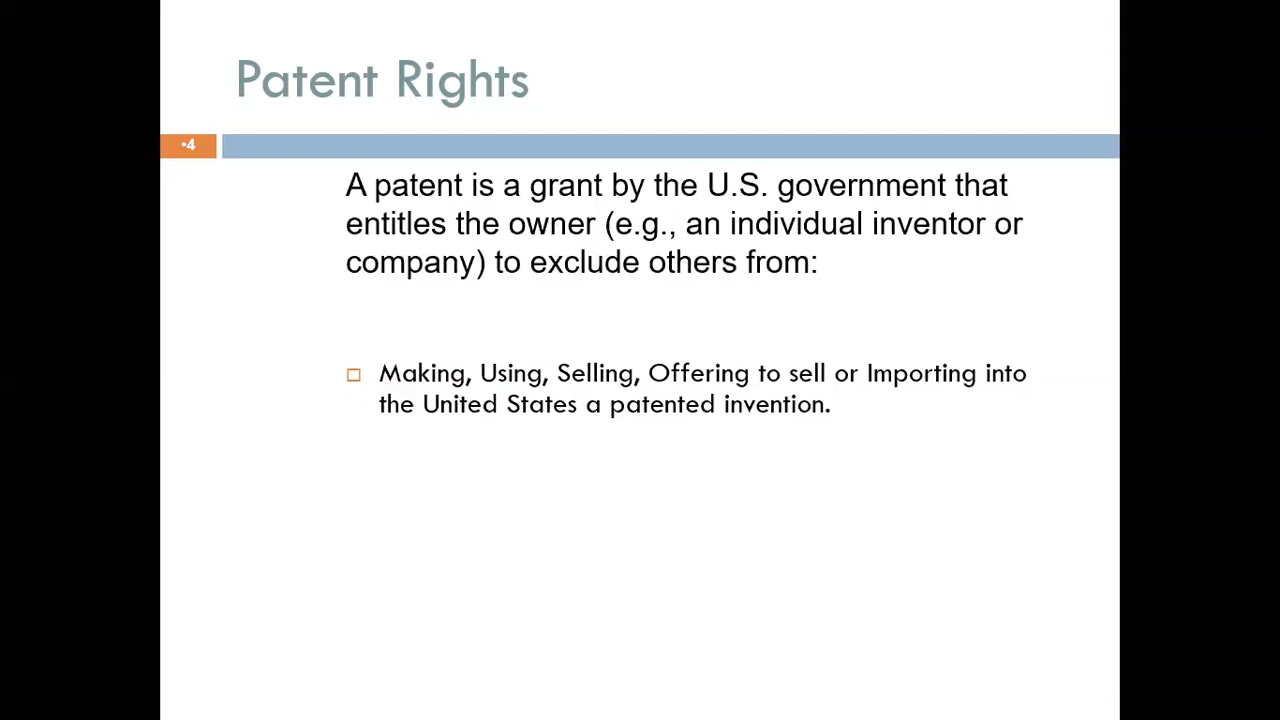 Patent Rights
•4
A patent is a grant by the U.S. government that
entitles the owner (e.g., an individual inventor or
company) to exclude others from:
Making, Using, Selling, Offering to sell or Importing into
the United States a patented invention.